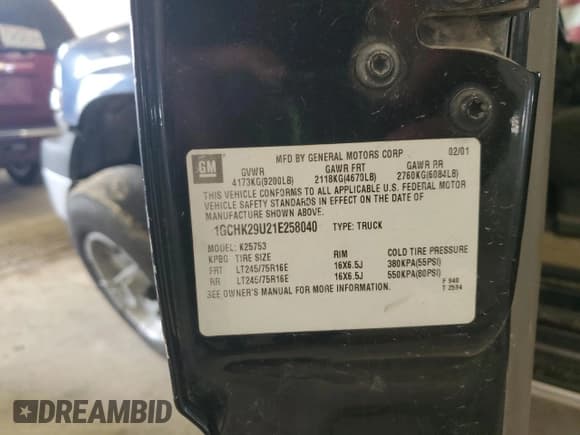 GM
MFD BY GENERAL MOTORS CORP 02/01
GVWR GAWR FRT GAWR RR
4173KG(9200LB) 2118KG(4670LB) 2760KG(6084LB)
THIS VEHICLE CONFORMS TO ALL APPLICABLE U.S. FEDERAL MOTOR
VEHICLE SAFETY STANDARDS IN EFFECT ON THE DATE OF
MANUFACTURE SHOWN ABOVE.
1GCHK29U21E258040 TYPE: TRUCK
MODEL: K25753
KPBG TIRE SIZE RIM COLD TIRE PRESSURE
FRT LT245/75R16E 16X6.5J 380KPA(55PSI)
RR LT245/75R16E 16X6.5J 550KPA(80PSI)
SEE OWNER'S MANUAL FOR MORE INFORMATION.
F 940
T 2594
DREAMBID